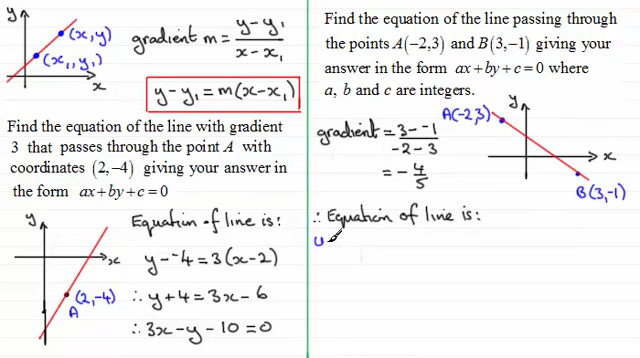 y
(x, y)
(x₁, y₁)
x
gradient m = y - y₁ / x - x₁
y - y₁ = m(x - x₁)
Find the equation of the line with gradient
3 that passes through the point A with
coordinates (2,−4) giving your answer in
the form ax+by+c=0
y
x
(2,-4)
A
Equation of line is:
y - -4 = 3(x - 2)
∴ y + 4 = 3x - 6
∴ 3x - y - 10 = 0
Find the equation of the line passing through
the points A(−2,3) and B(3,−1) giving your
answer in the form ax+by+c=0 where
a, b and c are integers.
gradient = 3 - -1 / -2 - 3
= - 4/5
y
A(-2,3)
x
B(3,-1)
∴ Equation of line is: